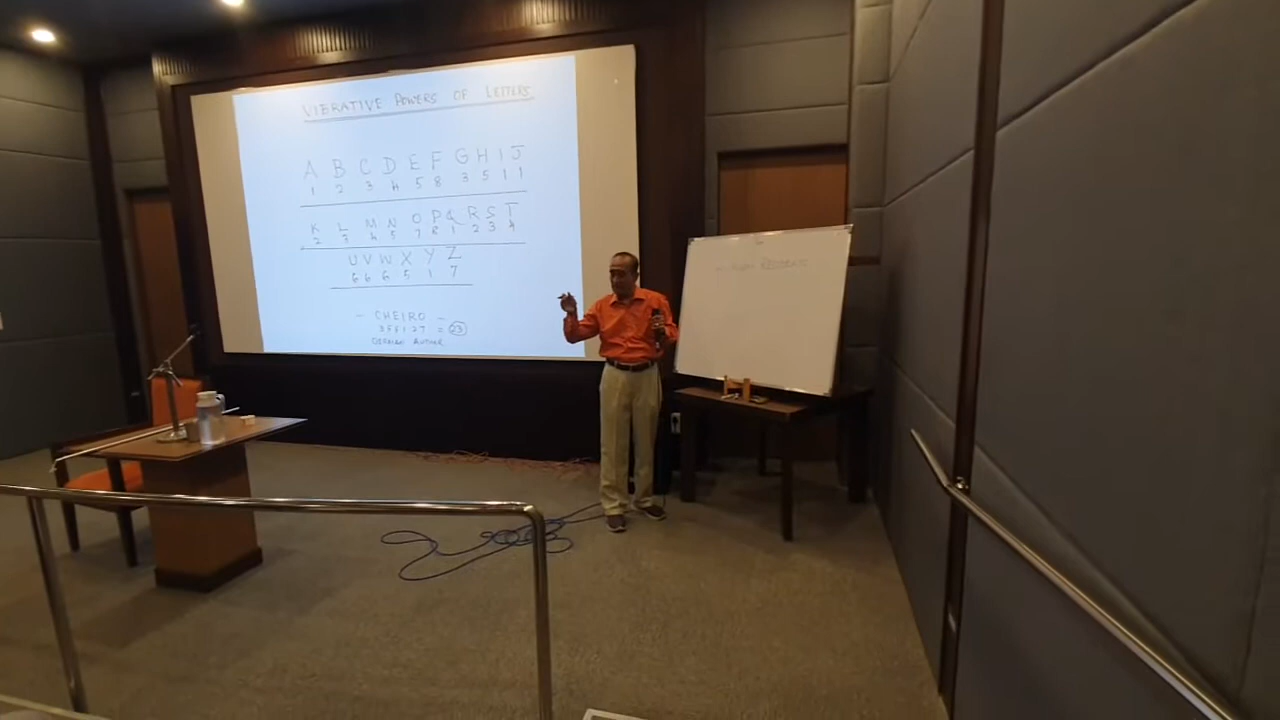 VIBRATIVE POWERS OF LETTERS
A B C D E F G H I J
1 2 3 4 5 8 3 5 1 1
K L M N O P Q R S T
2 3 4 5 7 8 1 2 3 4
U V W X Y Z
6 6 6 5 1 7
- CHEIRO -
3 5 5 1 2 7 = 23
AUTHOR